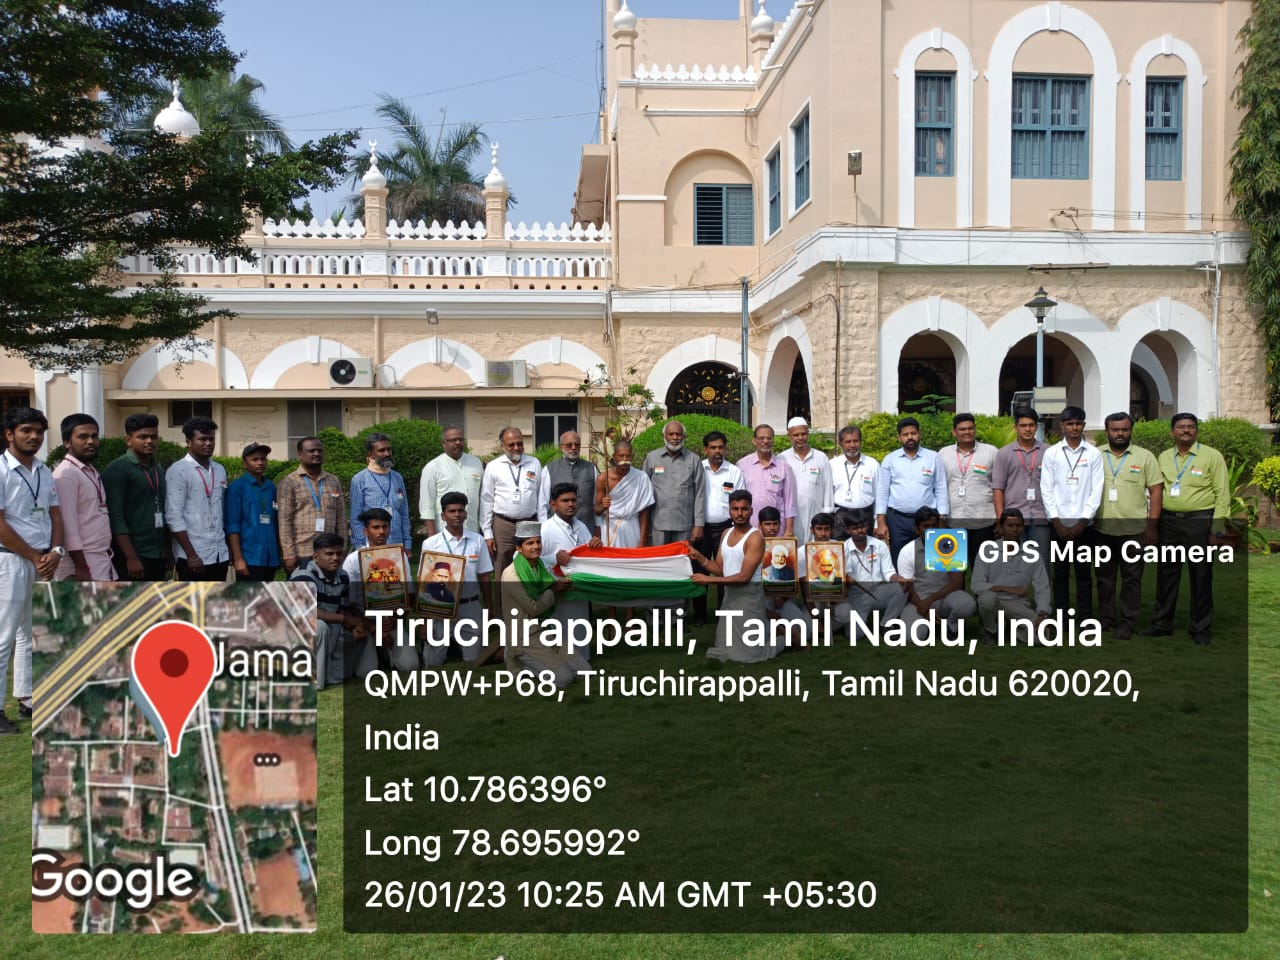 GPS Map Camera
Tiruchirappalli, Tamil Nadu, India
QMPW+P68, Tiruchirappalli, Tamil Nadu 620020,
India
Lat 10.786396°
Long 78.695992°
26/01/23 10:25 AM GMT +05:30
Jama
Google